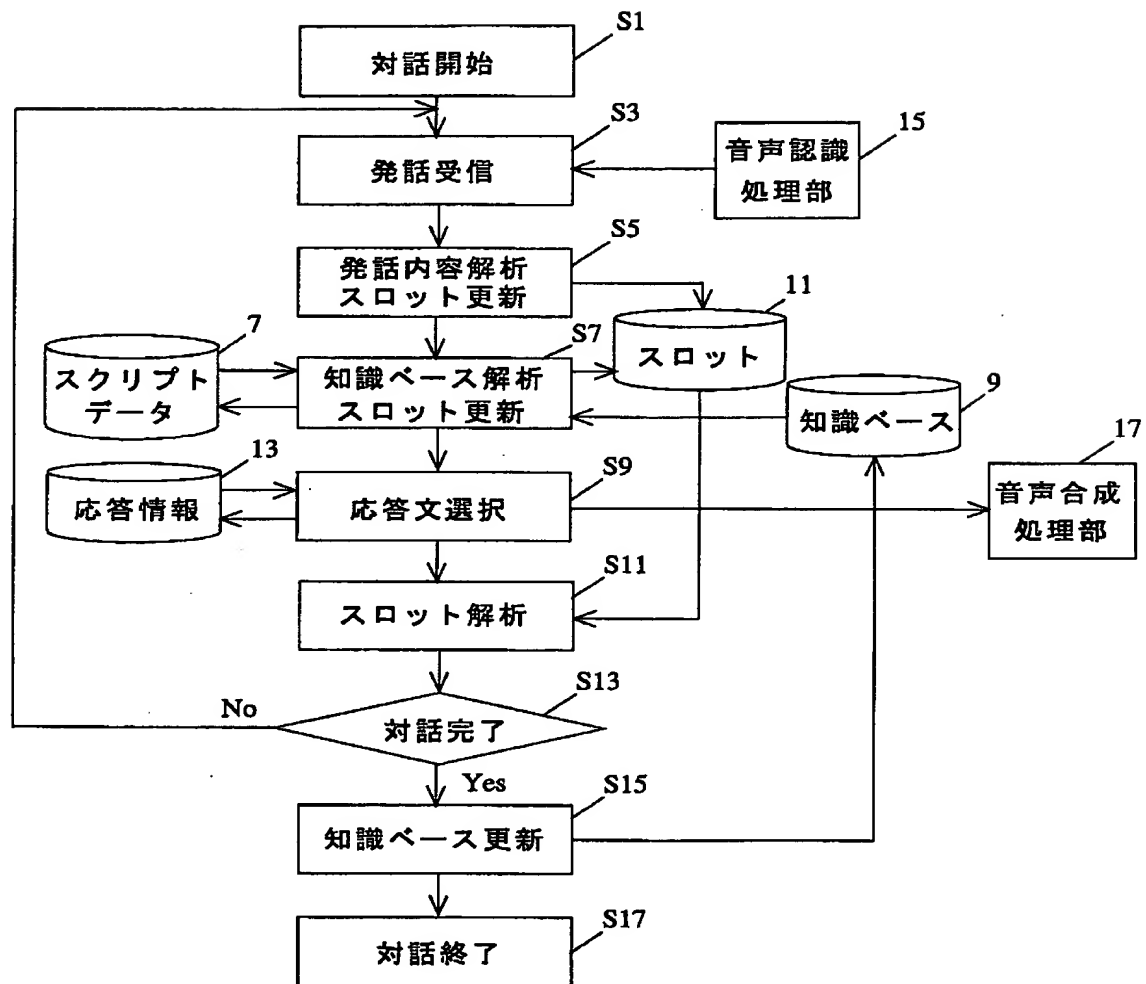 S1
対話開始
S3
発話受信
15
音声認識
処理部
S5
発話内容解析
スロット更新
11
スロット
7
スクリプト
データ
S7
知識ベース解析
スロット更新
9
知識ベース
13
応答情報
S9
応答文選択
17
音声合成
処理部
S11
スロット解析
S13
No
対話完了
Yes
S15
知識ベース更新
S17
対話終了